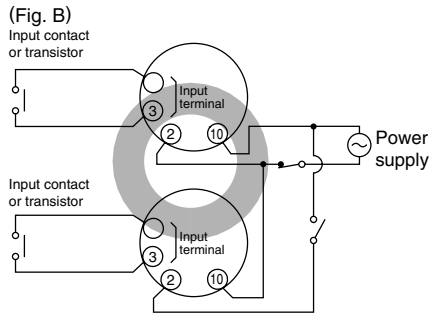 (Fig. B)
Input contact
or transistor
Input
terminal
3
2
10
Power
supply
Input contact
or transistor
Input
terminal
3
2
10